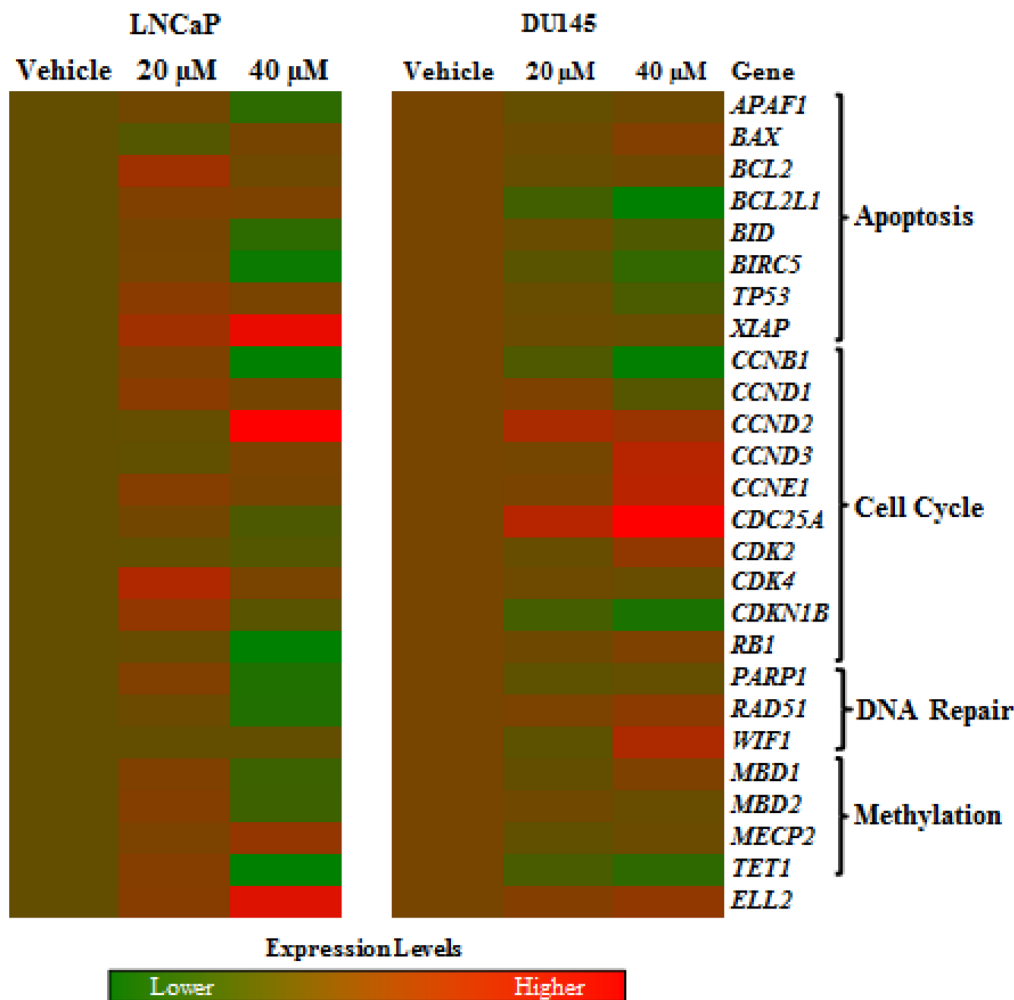 LNCaP DU145
Vehicle 20 μM 40 μM Vehicle 20 μM 40 μM Gene
APAF1
BAX
BCL2
BCL2L1
BID
BIRC5
TP53
XIAP
Apoptosis
CCNB1
CCND1
CCND2
CCND3
CCNE1
CDC25A
CDK2
CDK4
CDKN1B
RB1
Cell Cycle
PARP1
RAD51
WIF1
DNA Repair
MBD1
MBD2
MECP2
TET1
Methylation
ELL2
Expression Levels
Lower Higher